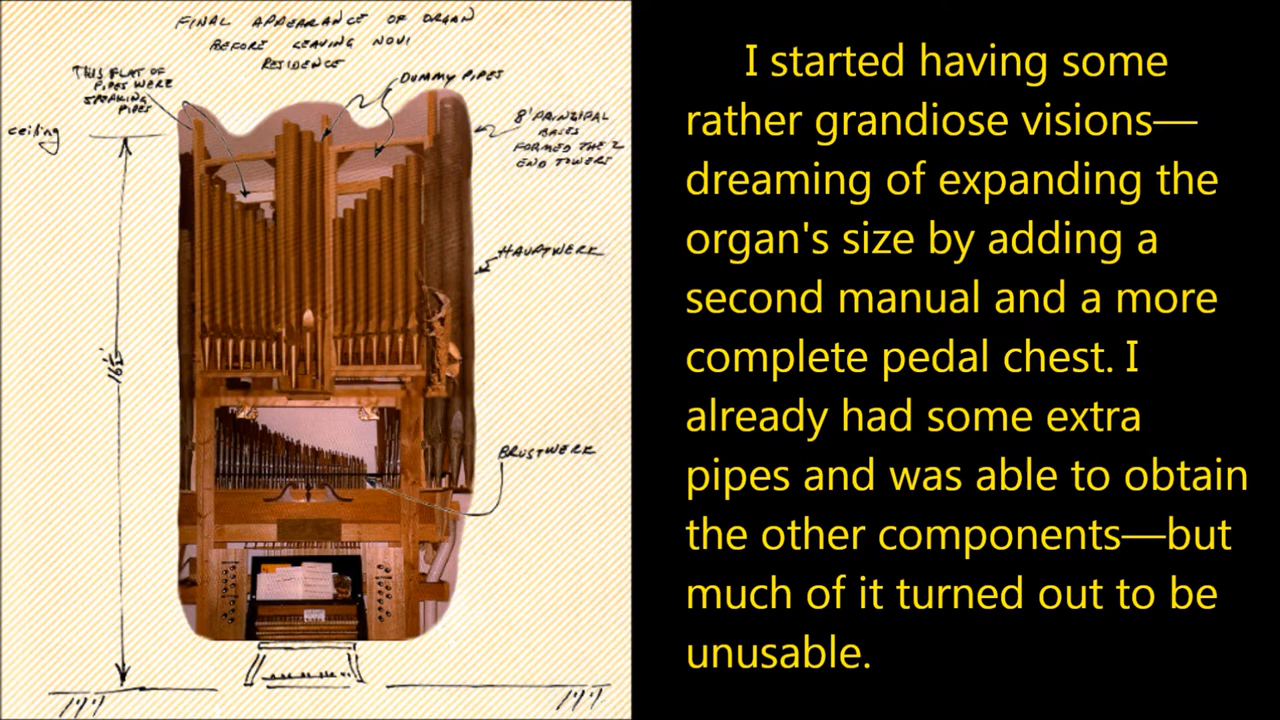 FINAL APPEARANCE OF ORGAN
BEFORE LEAVING NOVI
RESIDENCE
THIS FLAT OF
PIPES WERE
SPEAKING
PIPES
DUMMY PIPES
ceiling
8' PRINCIPAL
BASES
FORMED THE 2
END TOWERS
HAUPTWERK
16½'
BRUSTWERK
I started having some
rather grandiose visions—
dreaming of expanding the
organ's size by adding a
second manual and a more
complete pedal chest. I
already had some extra
pipes and was able to obtain
the other components—but
much of it turned out to be
unusable.